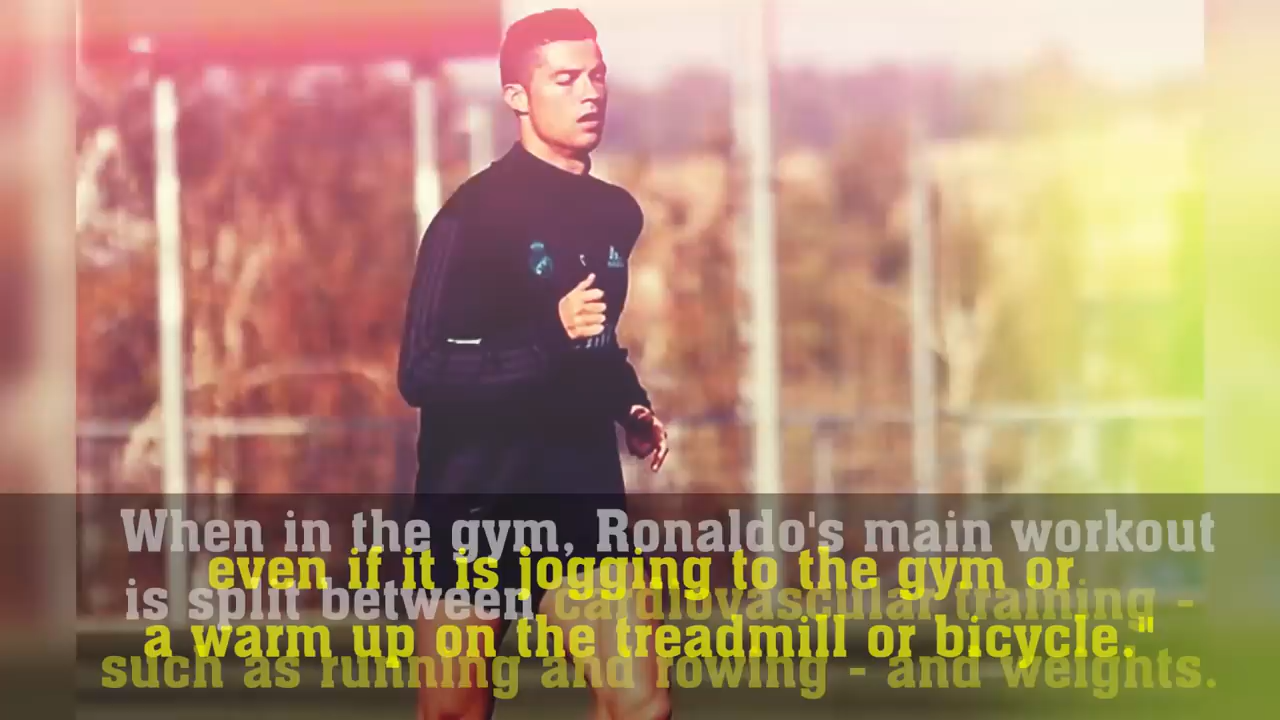 When in the gym, Ronaldo's main workout
even if it is jogging to the gym or
is split between cardiovascular training -
a warm up on the treadmill or bicycle."
such as running and rowing - and weights.